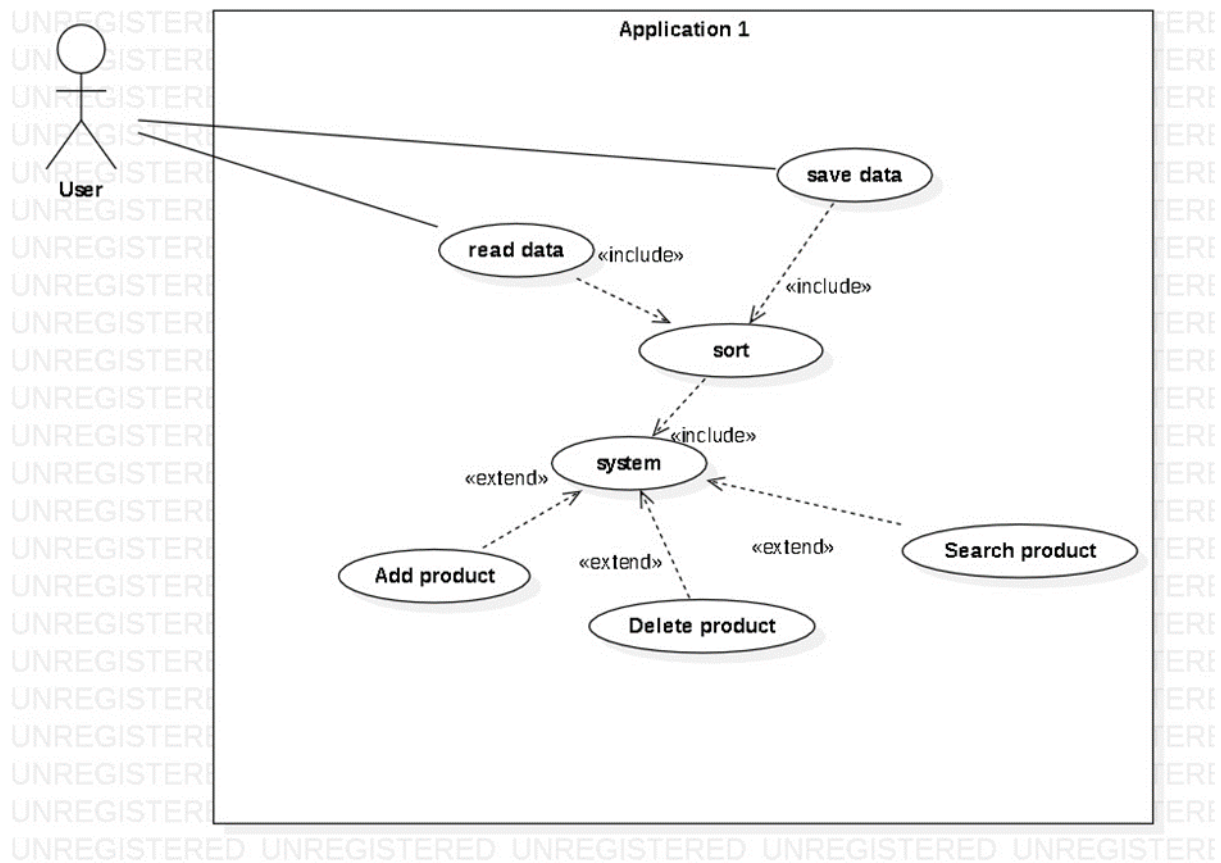 Application 1
User
save data
read data
«include»
«include»
sort
«include»
system
«extend»
«extend»
«extend»
Add product
Search product
Delete product
UNREGISTERED UNREGISTERED UNREGISTERED UNREGISTERED